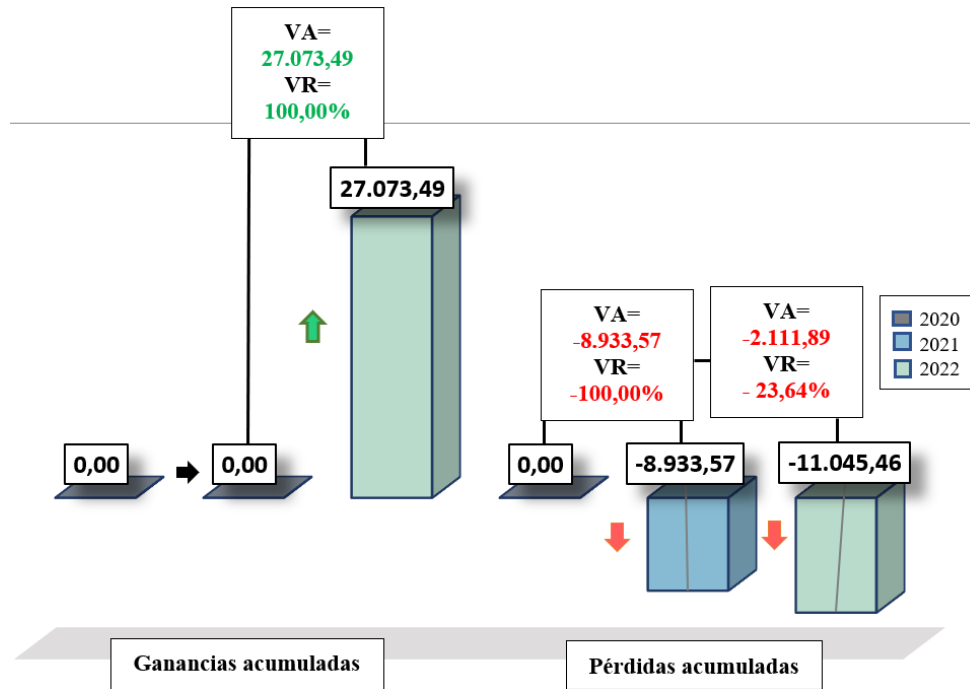 VA=
27.073,49
VR=
100,00%
27.073,49
0,00
0,00
VA=
-8.933,57
VR=
-100,00%
VA=
-2.111,89
VR=
- 23,64%
2020
2021
2022
0,00
-8.933,57
-11.045,46
Ganancias acumuladas
Pérdidas acumuladas